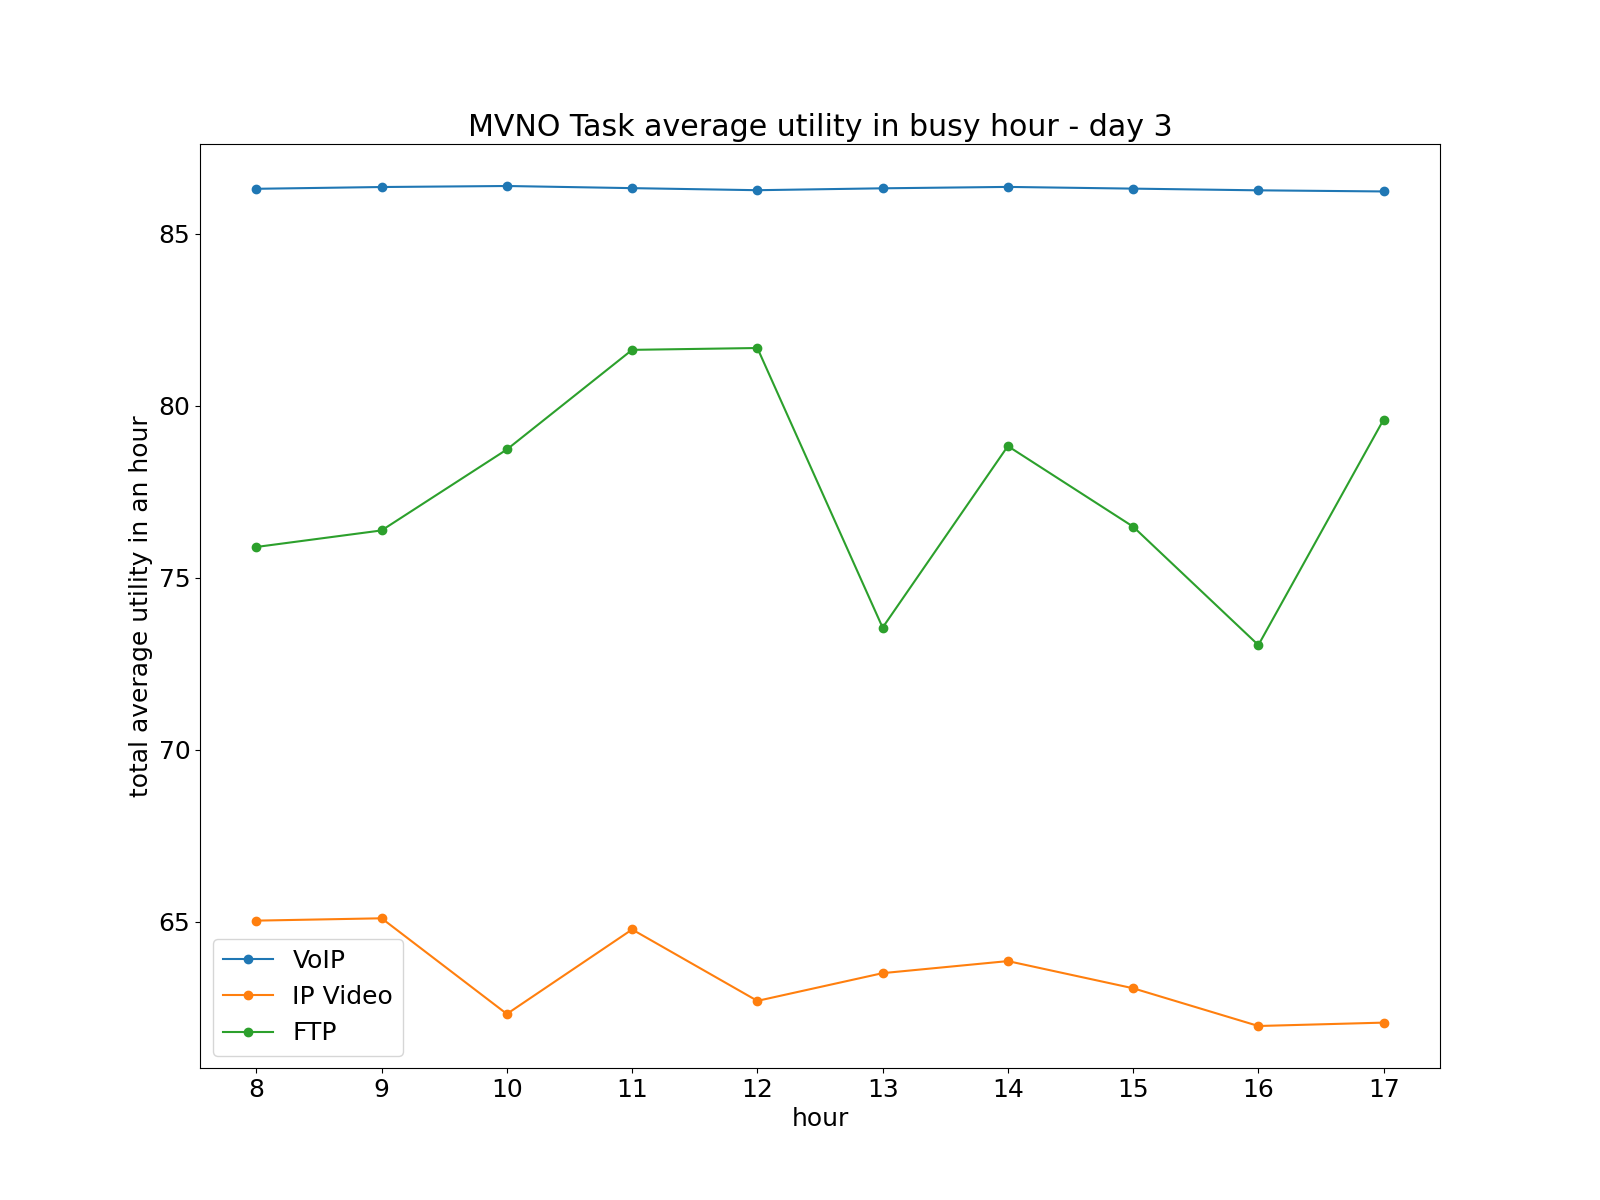 MVNO Task average utility in busy hour - day 3
total average utility in an hour
85
80
75
70
65
VoIP
IP Video
FTP
8 9 10 11 12 13 14 15 16 17
hour